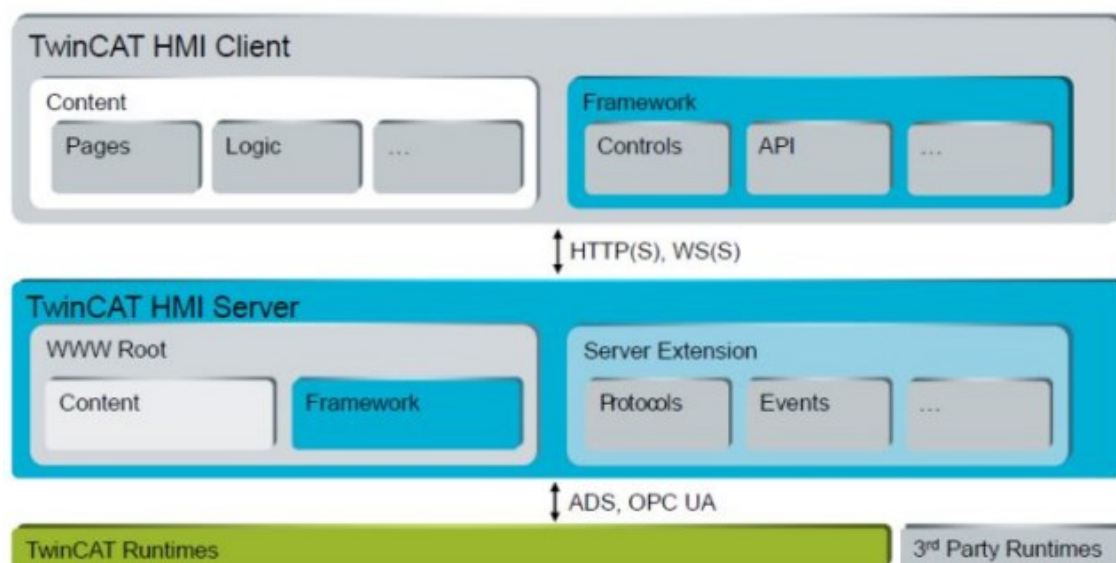 TwinCAT HMI Client
Content
Framework
Pages
Logic
...
Controls
API
...
HTTP(S), WS(S)
TwinCAT HMI Server
WWW Root
Server Extension
Content
Framework
Protocols
Events
...
ADS, OPC UA
TwinCAT Runtimes
3rd Party Runtimes